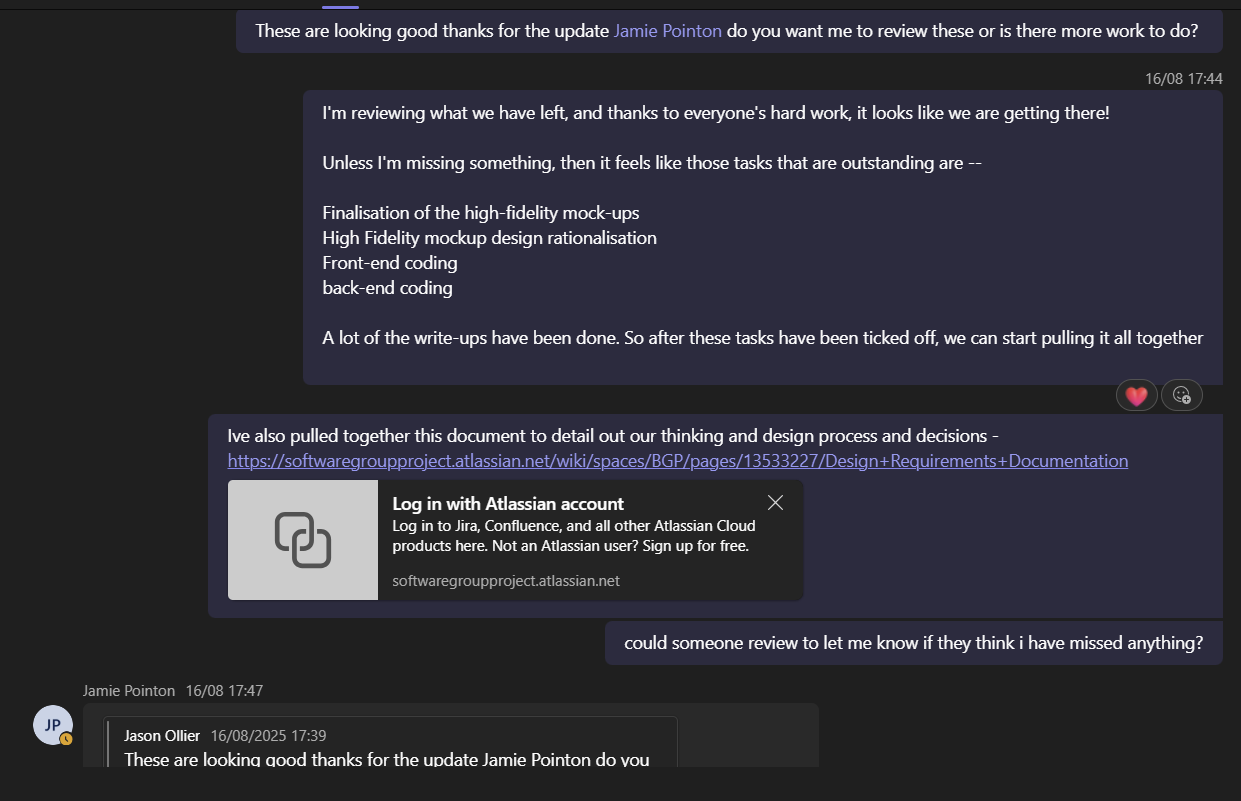 These are looking good thanks for the update Jamie Pointon do you want me to review these or is there more work to do?
16/08 17:44
I'm reviewing what we have left, and thanks to everyone's hard work, it looks like we are getting there!
Unless I'm missing something, then it feels like those tasks that are outstanding are --
Finalisation of the high-fidelity mock-ups
High Fidelity mockup design rationalisation
Front-end coding
back-end coding
A lot of the write-ups have been done. So after these tasks have been ticked off, we can start pulling it all together
Ive also pulled together this document to detail out our thinking and design process and decisions -
https://softwaregroupproject.atlassian.net/wiki/spaces/BGP/pages/13533227/Design+Requirements+Documentation
Log in with Atlassian account
Log in to Jira, Confluence, and all other Atlassian Cloud
products here. Not an Atlassian user? Sign up for free.
softwaregroupproject.atlassian.net
could someone review to let me know if they think i have missed anything?
Jamie Pointon 16/08 17:47
JP
Jason Ollier 16/08/2025 17:39
These are looking good thanks for the update Jamie Pointon do you